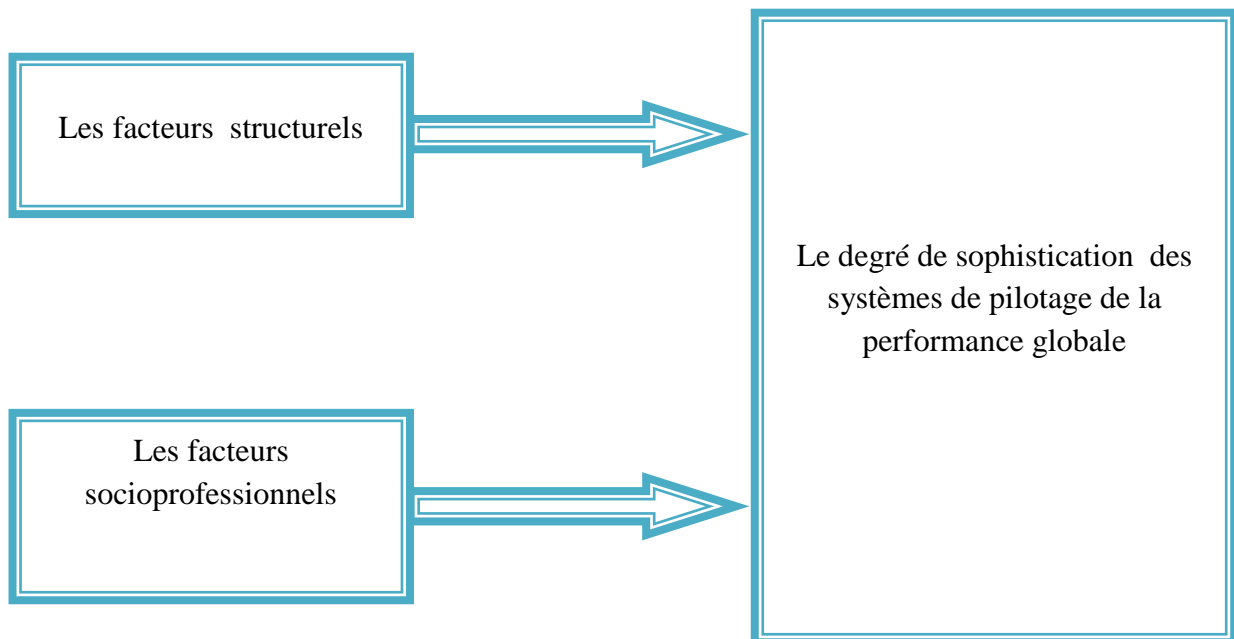 Les facteurs  structurels
Le degré de sophistication  des
systèmes de pilotage de la
performance globale
Les facteurs
socioprofessionnels